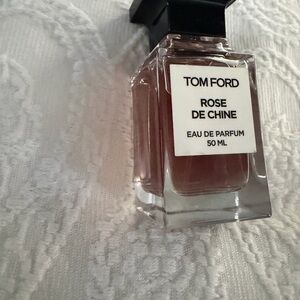 TOM FORD
ROSE
DE CHINE
EAU DE PARFUM
50 ML